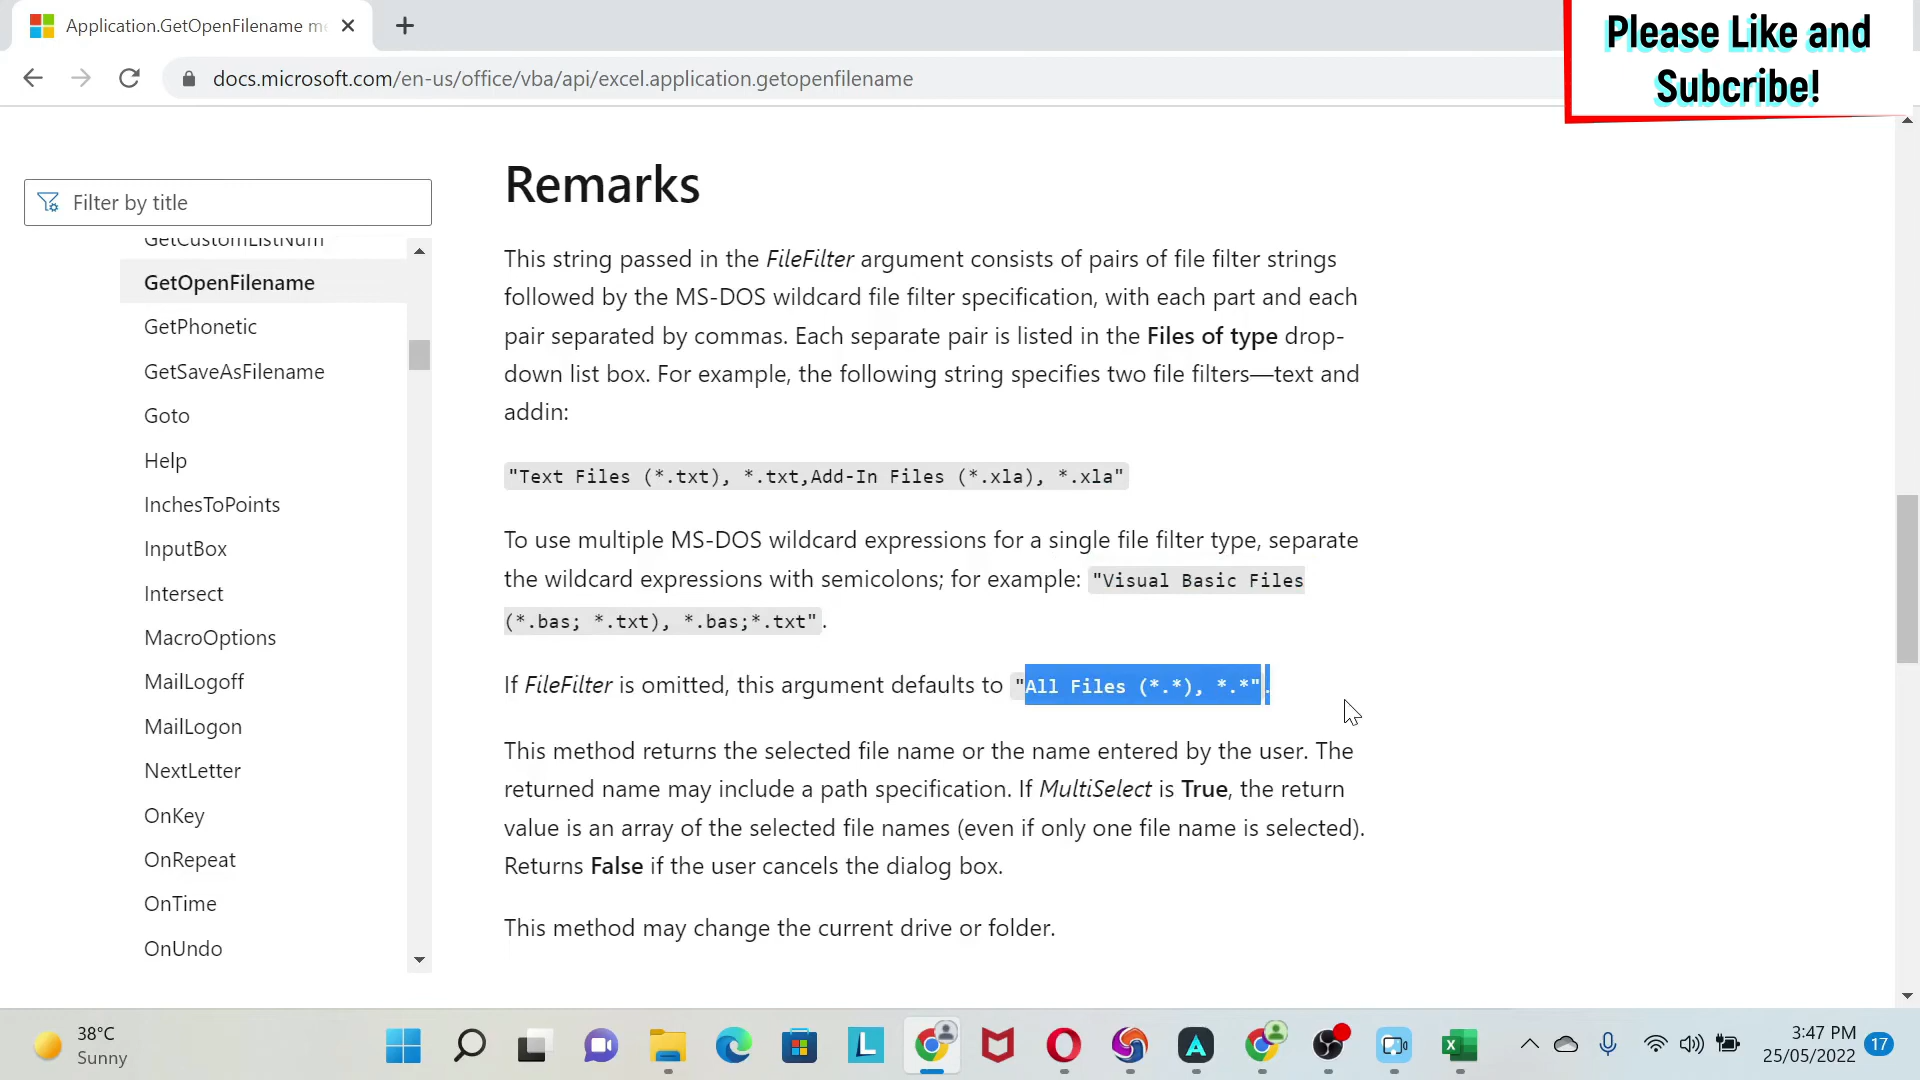 Application.GetOpenFilename me
Please Like and
Subcribe!
docs.microsoft.com/en-us/office/vba/api/excel.application.getopenfilename
Filter by title
GetCustomListNum
GetOpenFilename
GetPhonetic
GetSaveAsFilename
Goto
Help
InchesToPoints
InputBox
Intersect
MacroOptions
MailLogoff
MailLogon
NextLetter
OnKey
OnRepeat
OnTime
OnUndo
Remarks
This string passed in the FileFilter argument consists of pairs of file filter strings
followed by the MS-DOS wildcard file filter specification, with each part and each
pair separated by commas. Each separate pair is listed in the Files of type drop-
down list box. For example, the following string specifies two file filters—text and
addin:
"Text Files (*.txt), *.txt,Add-In Files (*.xla), *.xla"
To use multiple MS-DOS wildcard expressions for a single file filter type, separate
the wildcard expressions with semicolons; for example: "Visual Basic Files
(*.bas; *.txt), *.bas;*.txt".
If FileFilter is omitted, this argument defaults to "All Files (*.*), *.*".
This method returns the selected file name or the name entered by the user. The
returned name may include a path specification. If MultiSelect is True, the return
value is an array of the selected file names (even if only one file name is selected).
Returns False if the user cancels the dialog box.
This method may change the current drive or folder.
38°C
Sunny
L
A
X
3:47 PM
25/05/2022
17